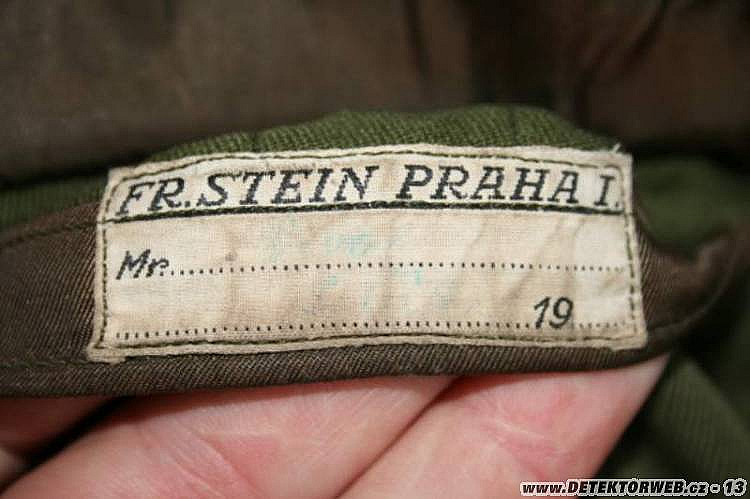 FR. STEIN PRAHA I.
Mr.
19
www.DETEKTORWEB.cz - 13